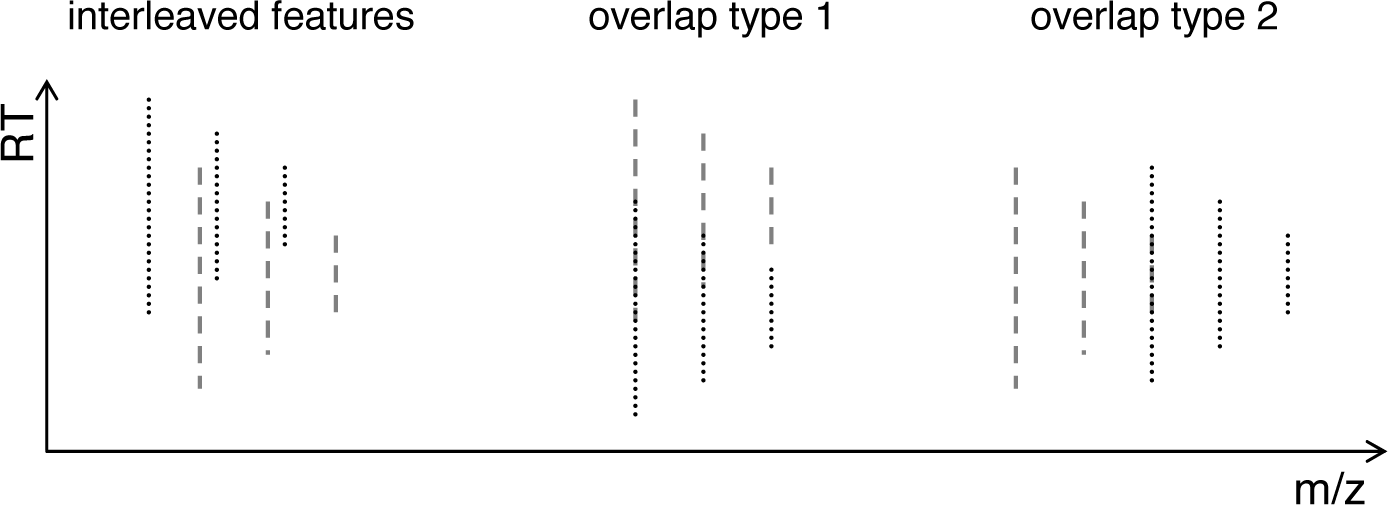 interleaved features
overlap type 1
overlap type 2
RT
m/z